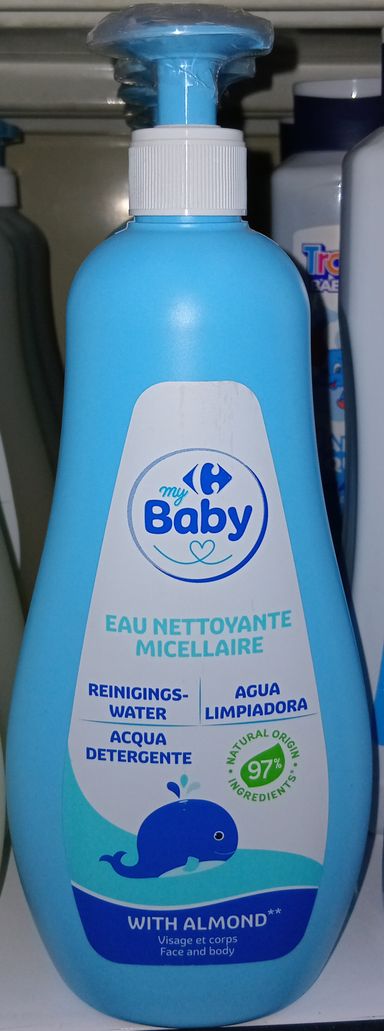 my
Baby
EAU NETTOYANTE
MICELLAIRE
REINIGINGS-
WATER
AGUA
LIMPIADORA
ACQUA
DETERGENTE
NATURAL ORIGIN
97%
INGREDIENTS*
WITH ALMOND**
Visage et corps
Face and body